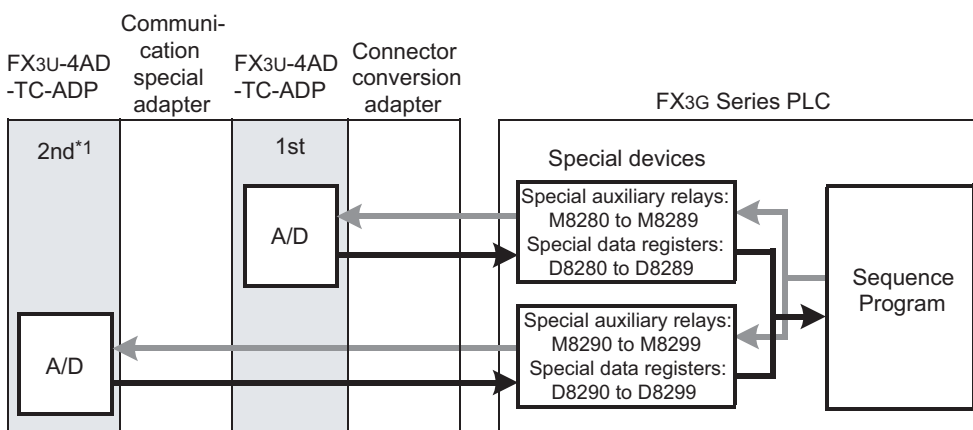 FX3U-4AD
-TC-ADP
Communi-
cation
special
adapter
FX3U-4AD
-TC-ADP
Connector
conversion
adapter
FX3G Series PLC
2nd*1
1st
Special devices
A/D
Special auxiliary relays:
M8280 to M8289
Special data registers:
D8280 to D8289
Sequence
Program
A/D
Special auxiliary relays:
M8290 to M8299
Special data registers:
D8290 to D8299